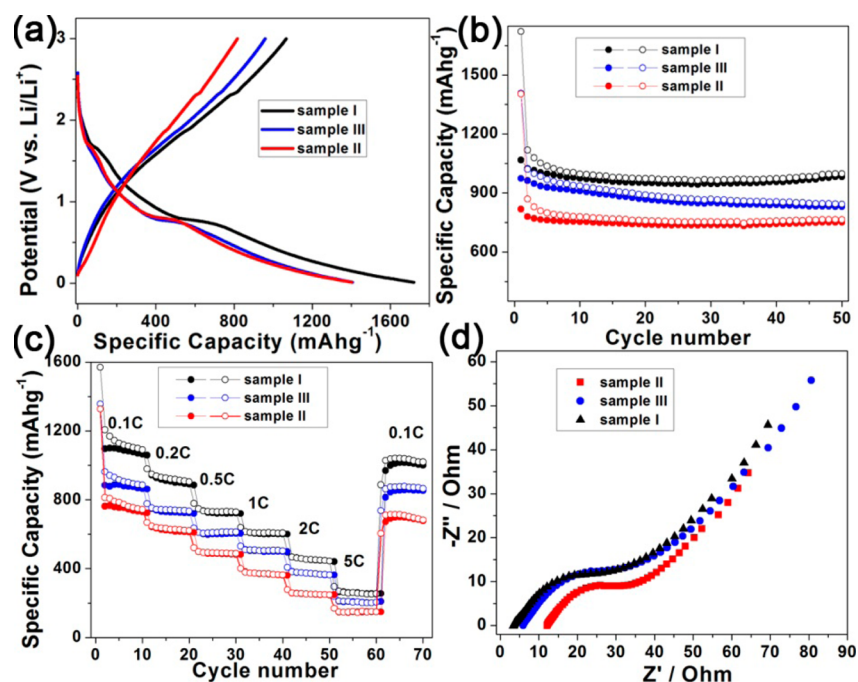 (a)
Potential (V vs. Li/Li+)
3
2
1
0
sample I
sample III
sample II
0 400 800 1200 1600
Specific Capacity (mAhg-1)
(b)
Specific Capacity (mAhg-1)
1500
1250
1000
750
sample I
sample III
sample II
0 10 20 30 40 50
Cycle number
(c)
Specific Capacity (mAhg-1)
1600
1200
800
400
0
sample I
sample III
sample II
0.1C
0.2C
0.5C
1C
2C
5C
0.1C
0 10 20 30 40 50 60 70
Cycle number
(d)
-Z'' / Ohm
60
50
40
30
20
10
0
sample II
sample III
sample I
0 10 20 30 40 50 60 70 80 90
Z' / Ohm